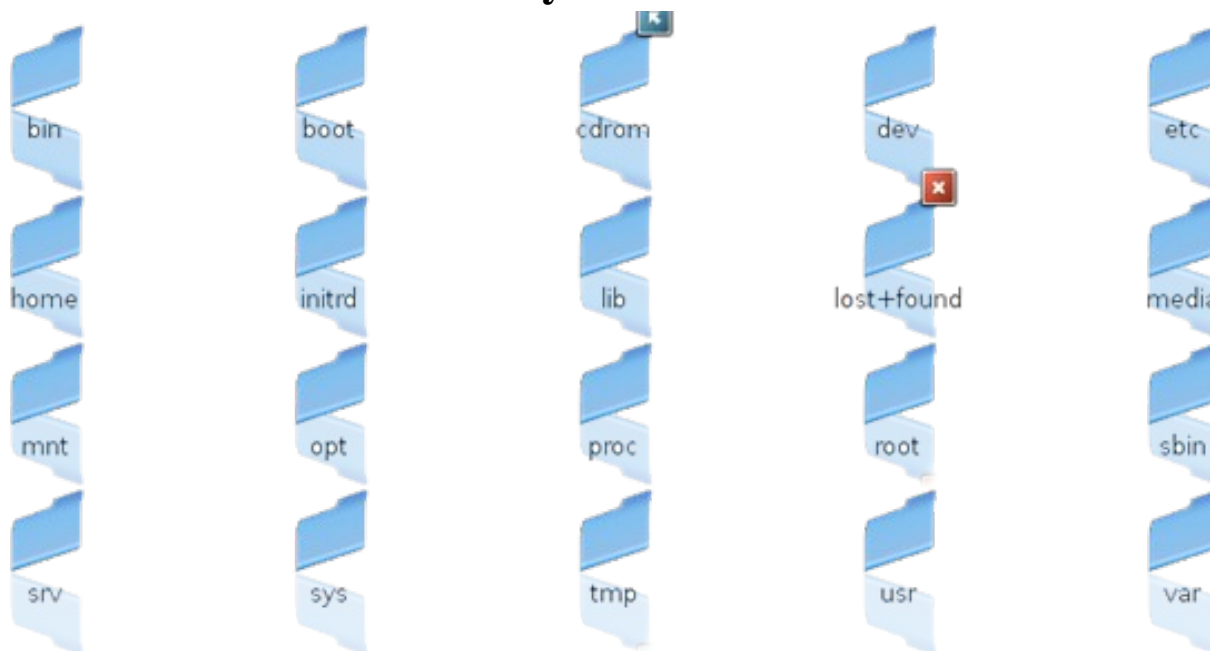 bin boot cdrom dev etc
home initrd lib lost+found media
mnt opt proc root sbin
srv sys tmp usr var